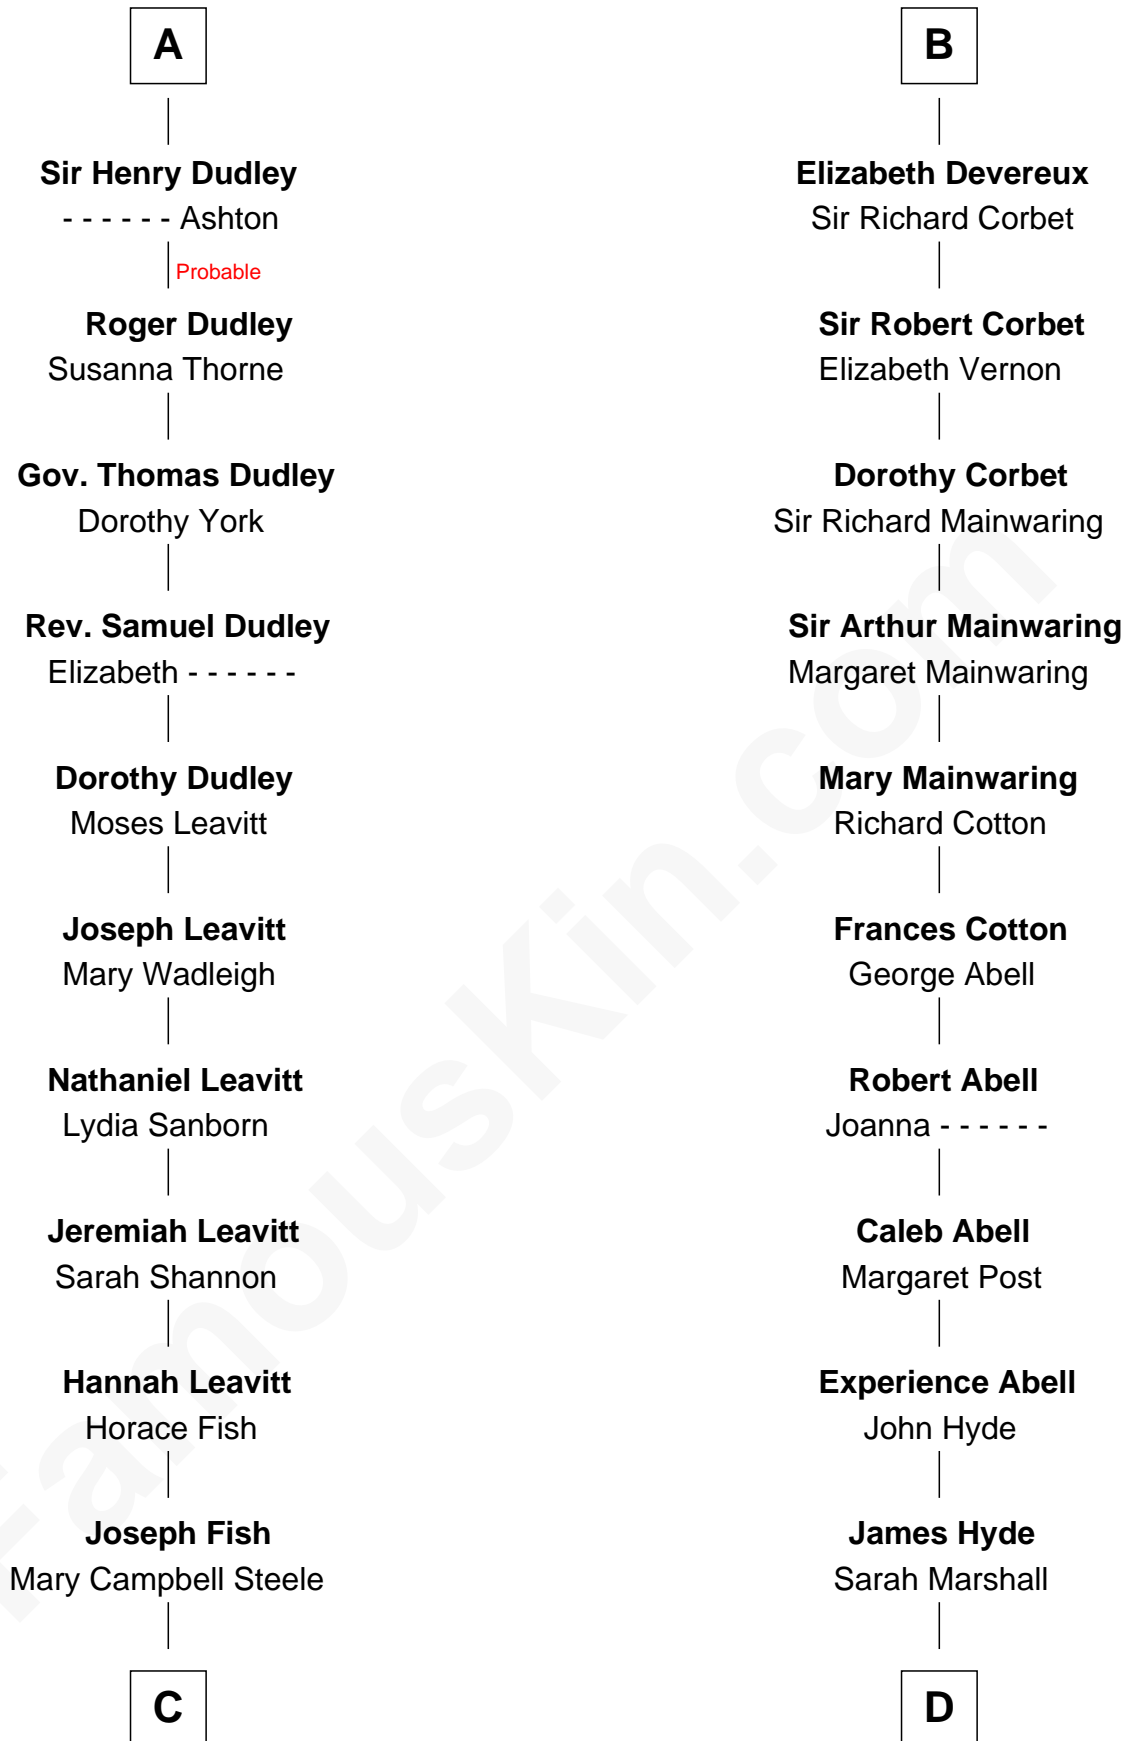 A
Sir Henry Dudley
- - - - - - Ashton
Probable
Roger Dudley
Susanna Thorne
Gov. Thomas Dudley
Dorothy York
Rev. Samuel Dudley
Elizabeth - - - - - -
Dorothy Dudley
Moses Leavitt
Joseph Leavitt
Mary Wadleigh
Nathaniel Leavitt
Lydia Sanborn
Jeremiah Leavitt
Sarah Shannon
Hannah Leavitt
Horace Fish
Joseph Fish
Mary Campbell Steele
C
B
Elizabeth Devereux
Sir Richard Corbet
Sir Robert Corbet
Elizabeth Vernon
Dorothy Corbet
Sir Richard Mainwaring
Sir Arthur Mainwaring
Margaret Mainwaring
Mary Mainwaring
Richard Cotton
Frances Cotton
George Abell
Robert Abell
Joanna - - - - - -
Caleb Abell
Margaret Post
Experience Abell
John Hyde
James Hyde
Sarah Marshall
D
FamousKin.com